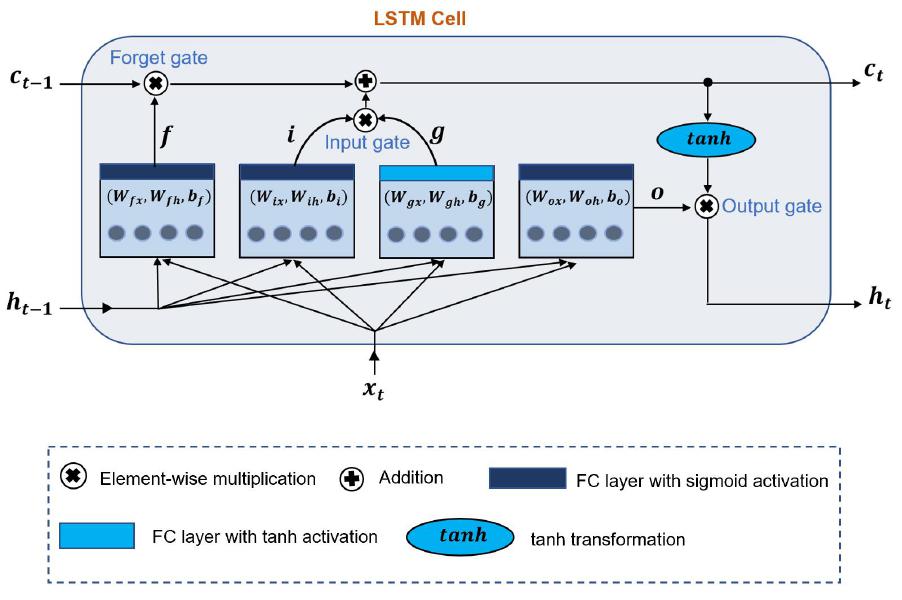 LSTM Cell
Forget gate
c_{t−1}
c_t
f
i
Input gate
g
tanh
(W_{fx}, W_{fh}, b_f)
(W_{ix}, W_{ih}, b_i)
(W_{gx}, W_{gh}, b_g)
(W_{ox}, W_{oh}, b_o)
o
Output gate
h_{t−1}
h_t
x_t
Element-wise multiplication
Addition
FC layer with sigmoid activation
FC layer with tanh activation
tanh
tanh transformation